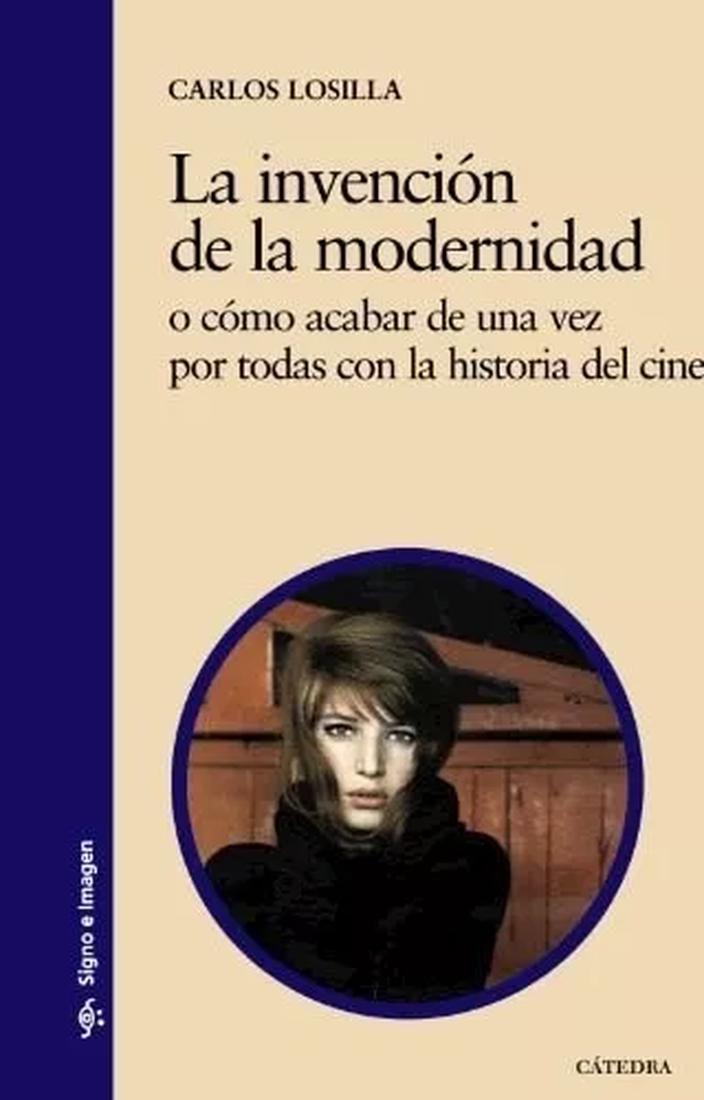 CARLOS LOSILLA
La invención
de la modernidad
o cómo acabar de una vez
por todas con la historia del cine
Signo e Imagen
CÁTEDRA